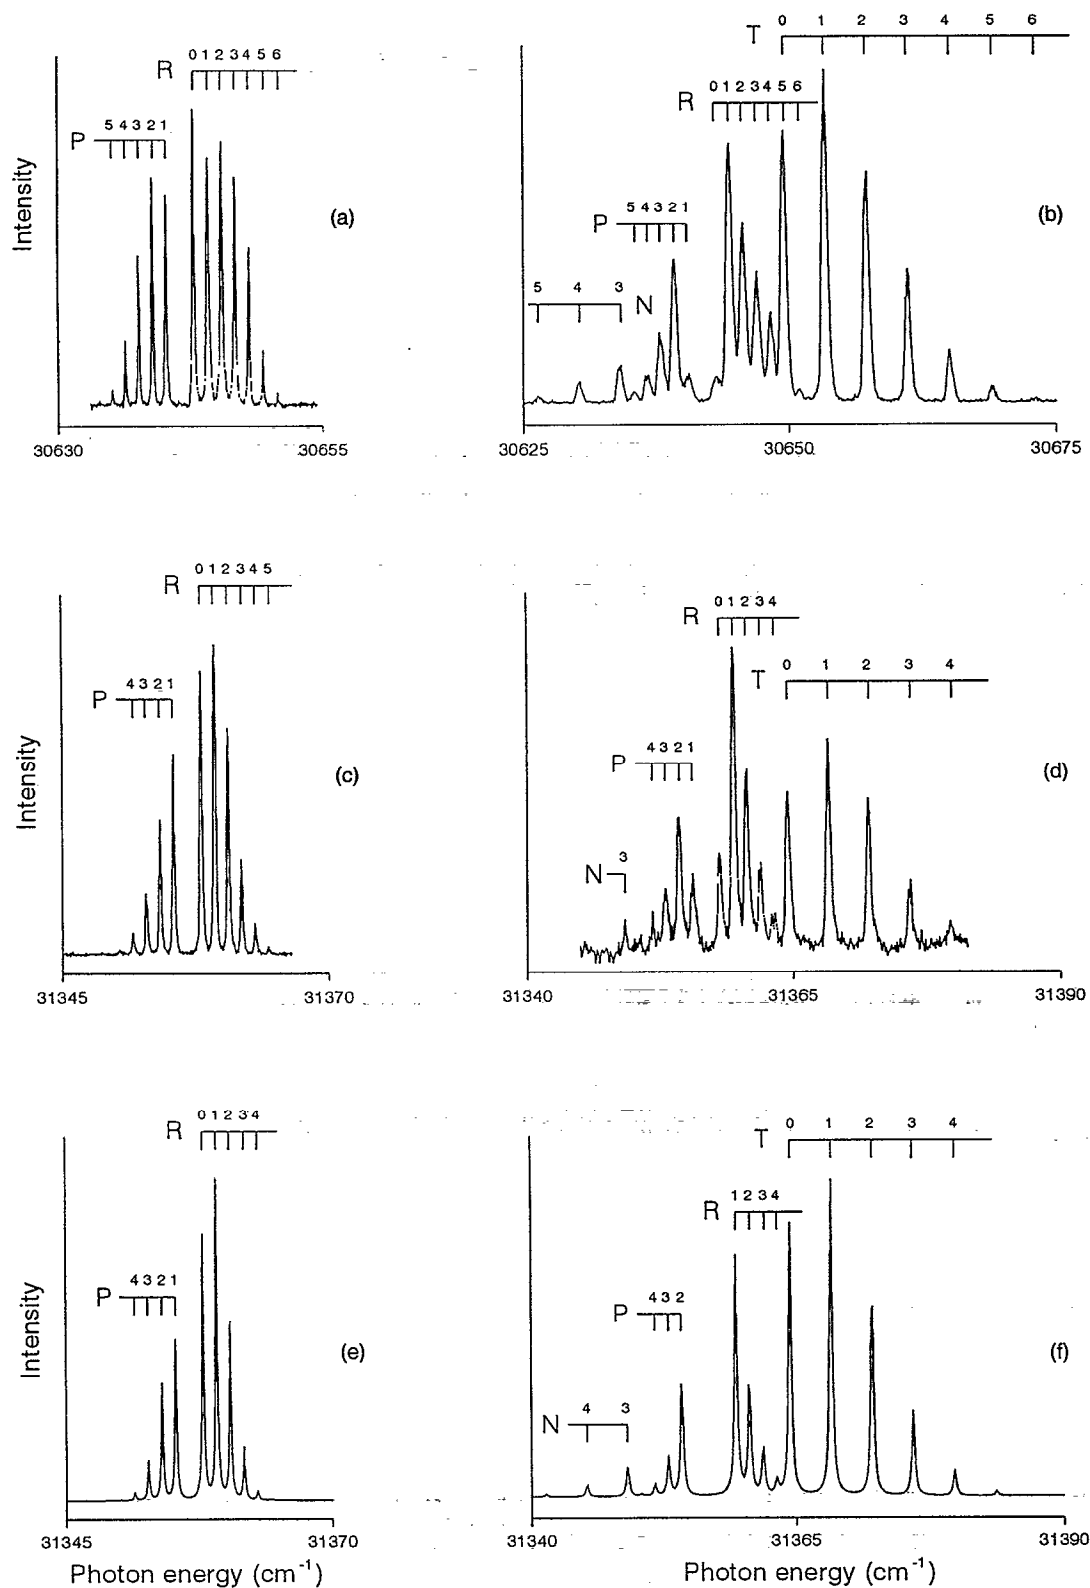 R 0 1 2 3 4 5 6
P 5 4 3 2 1
(a)
Intensity
30630 30655
T 0 1 2 3 4 5 6
R 0 1 2 3 4 5 6
P 5 4 3 2 1
5 4 3 N
(b)
30625 30650 30675
R 0 1 2 3 4 5
P 4 3 2 1
(c)
Intensity
31345 31370
R 0 1 2 3 4
T 0 1 2 3 4
P 4 3 2 1
N 3
(d)
31340 31365 31390
R 0 1 2 3 4
P 4 3 2 1
(e)
Intensity
31345 31370
Photon energy (cm⁻¹)
T 0 1 2 3 4
R 1 2 3 4
P 4 3 2
N 4 3
(f)
31340 31365 31390
Photon energy (cm⁻¹)